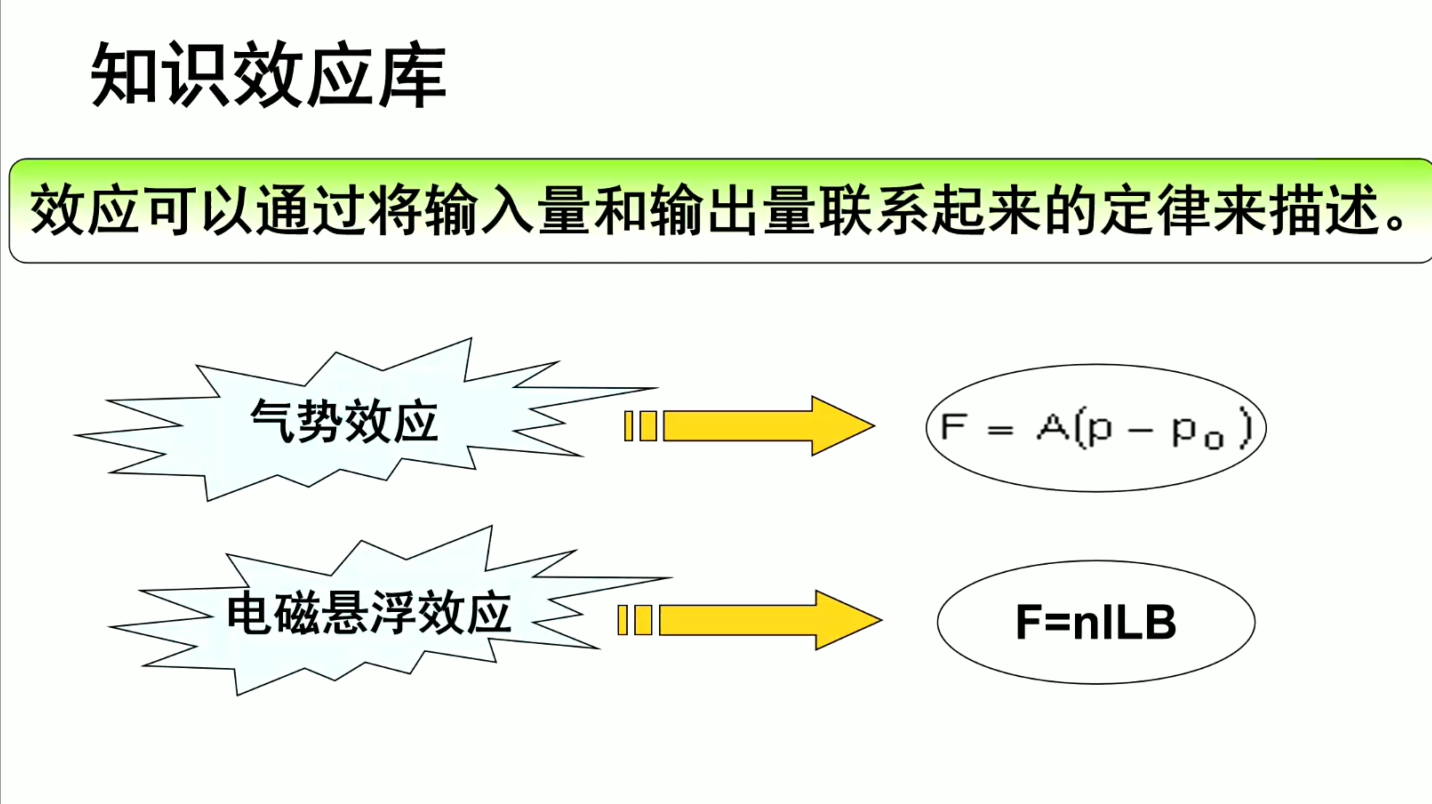 知识效应库
效应可以通过将输入量和输出量联系起来的定律来描述。
气势效应
F = A(p - p₀)
电磁悬浮效应
F=nILB